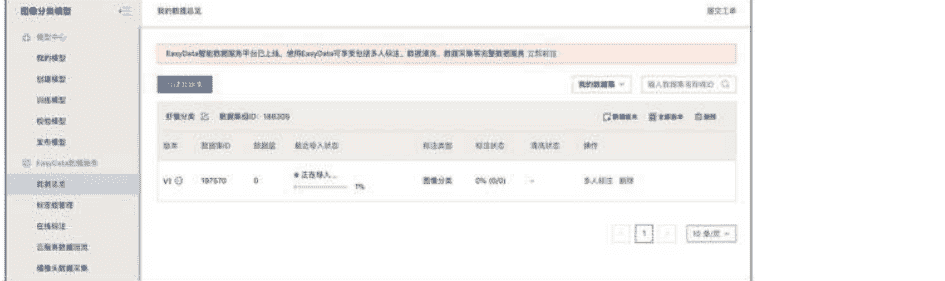 图像分类模型
我的数据总览 提交工单
模型中心
我的模型
创建模型
训练模型
校验模型
发布模型
EasyData数据服务
数据总览
标签组管理
在线标注
云服务数据回流
摄像头数据采集
EasyData智能数据服务平台已上线，使用EasyData可享受包括多人标注、数据清洗、数据采集等完整数据服务 立即前往
我的数据集 输入数据集名称或ID
虾像分类 数据集组ID: 全部版本 删除
版本 数据集ID 数据量 最近导入状态 标注类型 标注状态 清洗状态 操作
V1 197570 0 正在导入... 1% 图像分类 0% (0/0) - 多人标注 删除
1 10 条/页